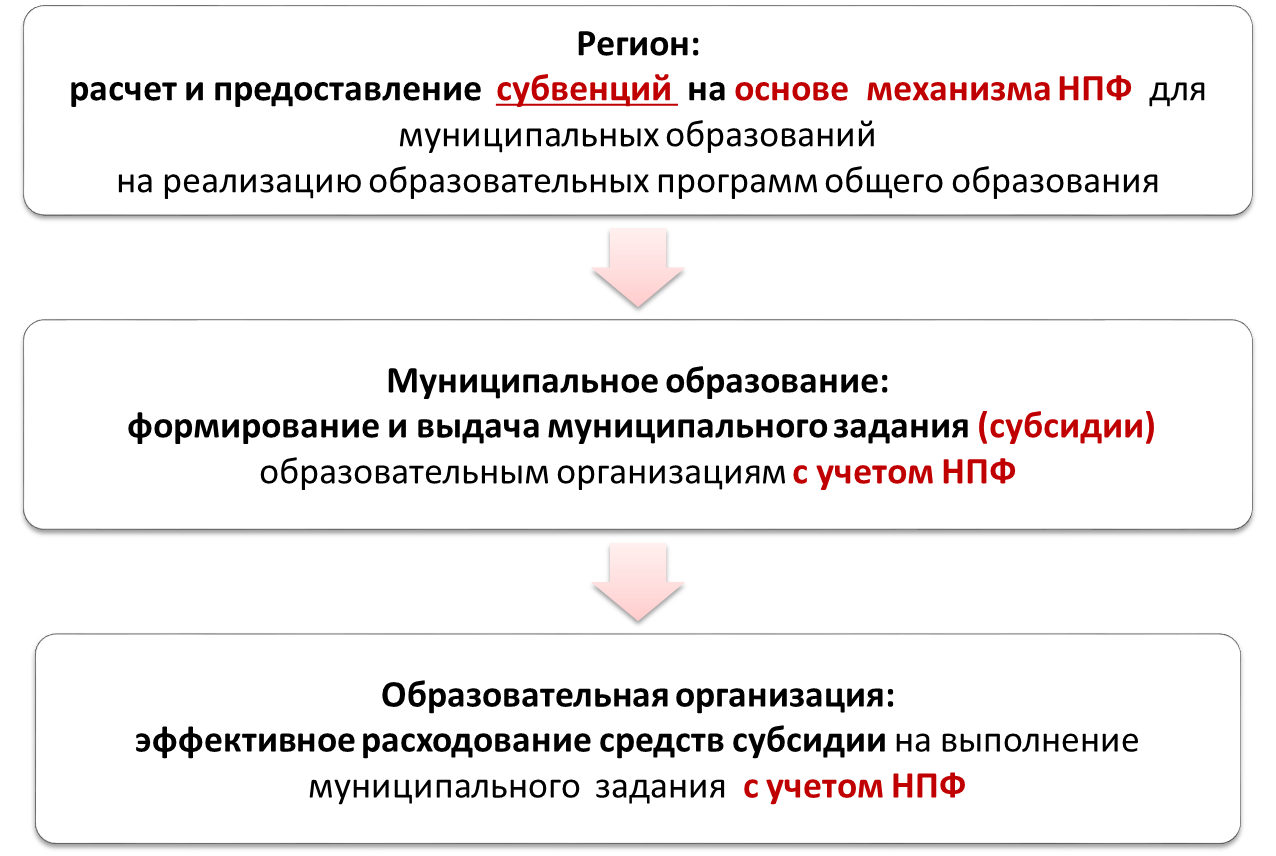 Регион:
расчет и предоставление субвенций на основе механизма НПФ для
муниципальных образований
на реализацию образовательных программ общего образования
Муниципальное образование:
формирование и выдача муниципального задания (субсидии)
образовательным организациям с учетом НПФ
Образовательная организация:
эффективное расходование средств субсидии на выполнение
муниципального задания с учетом НПФ